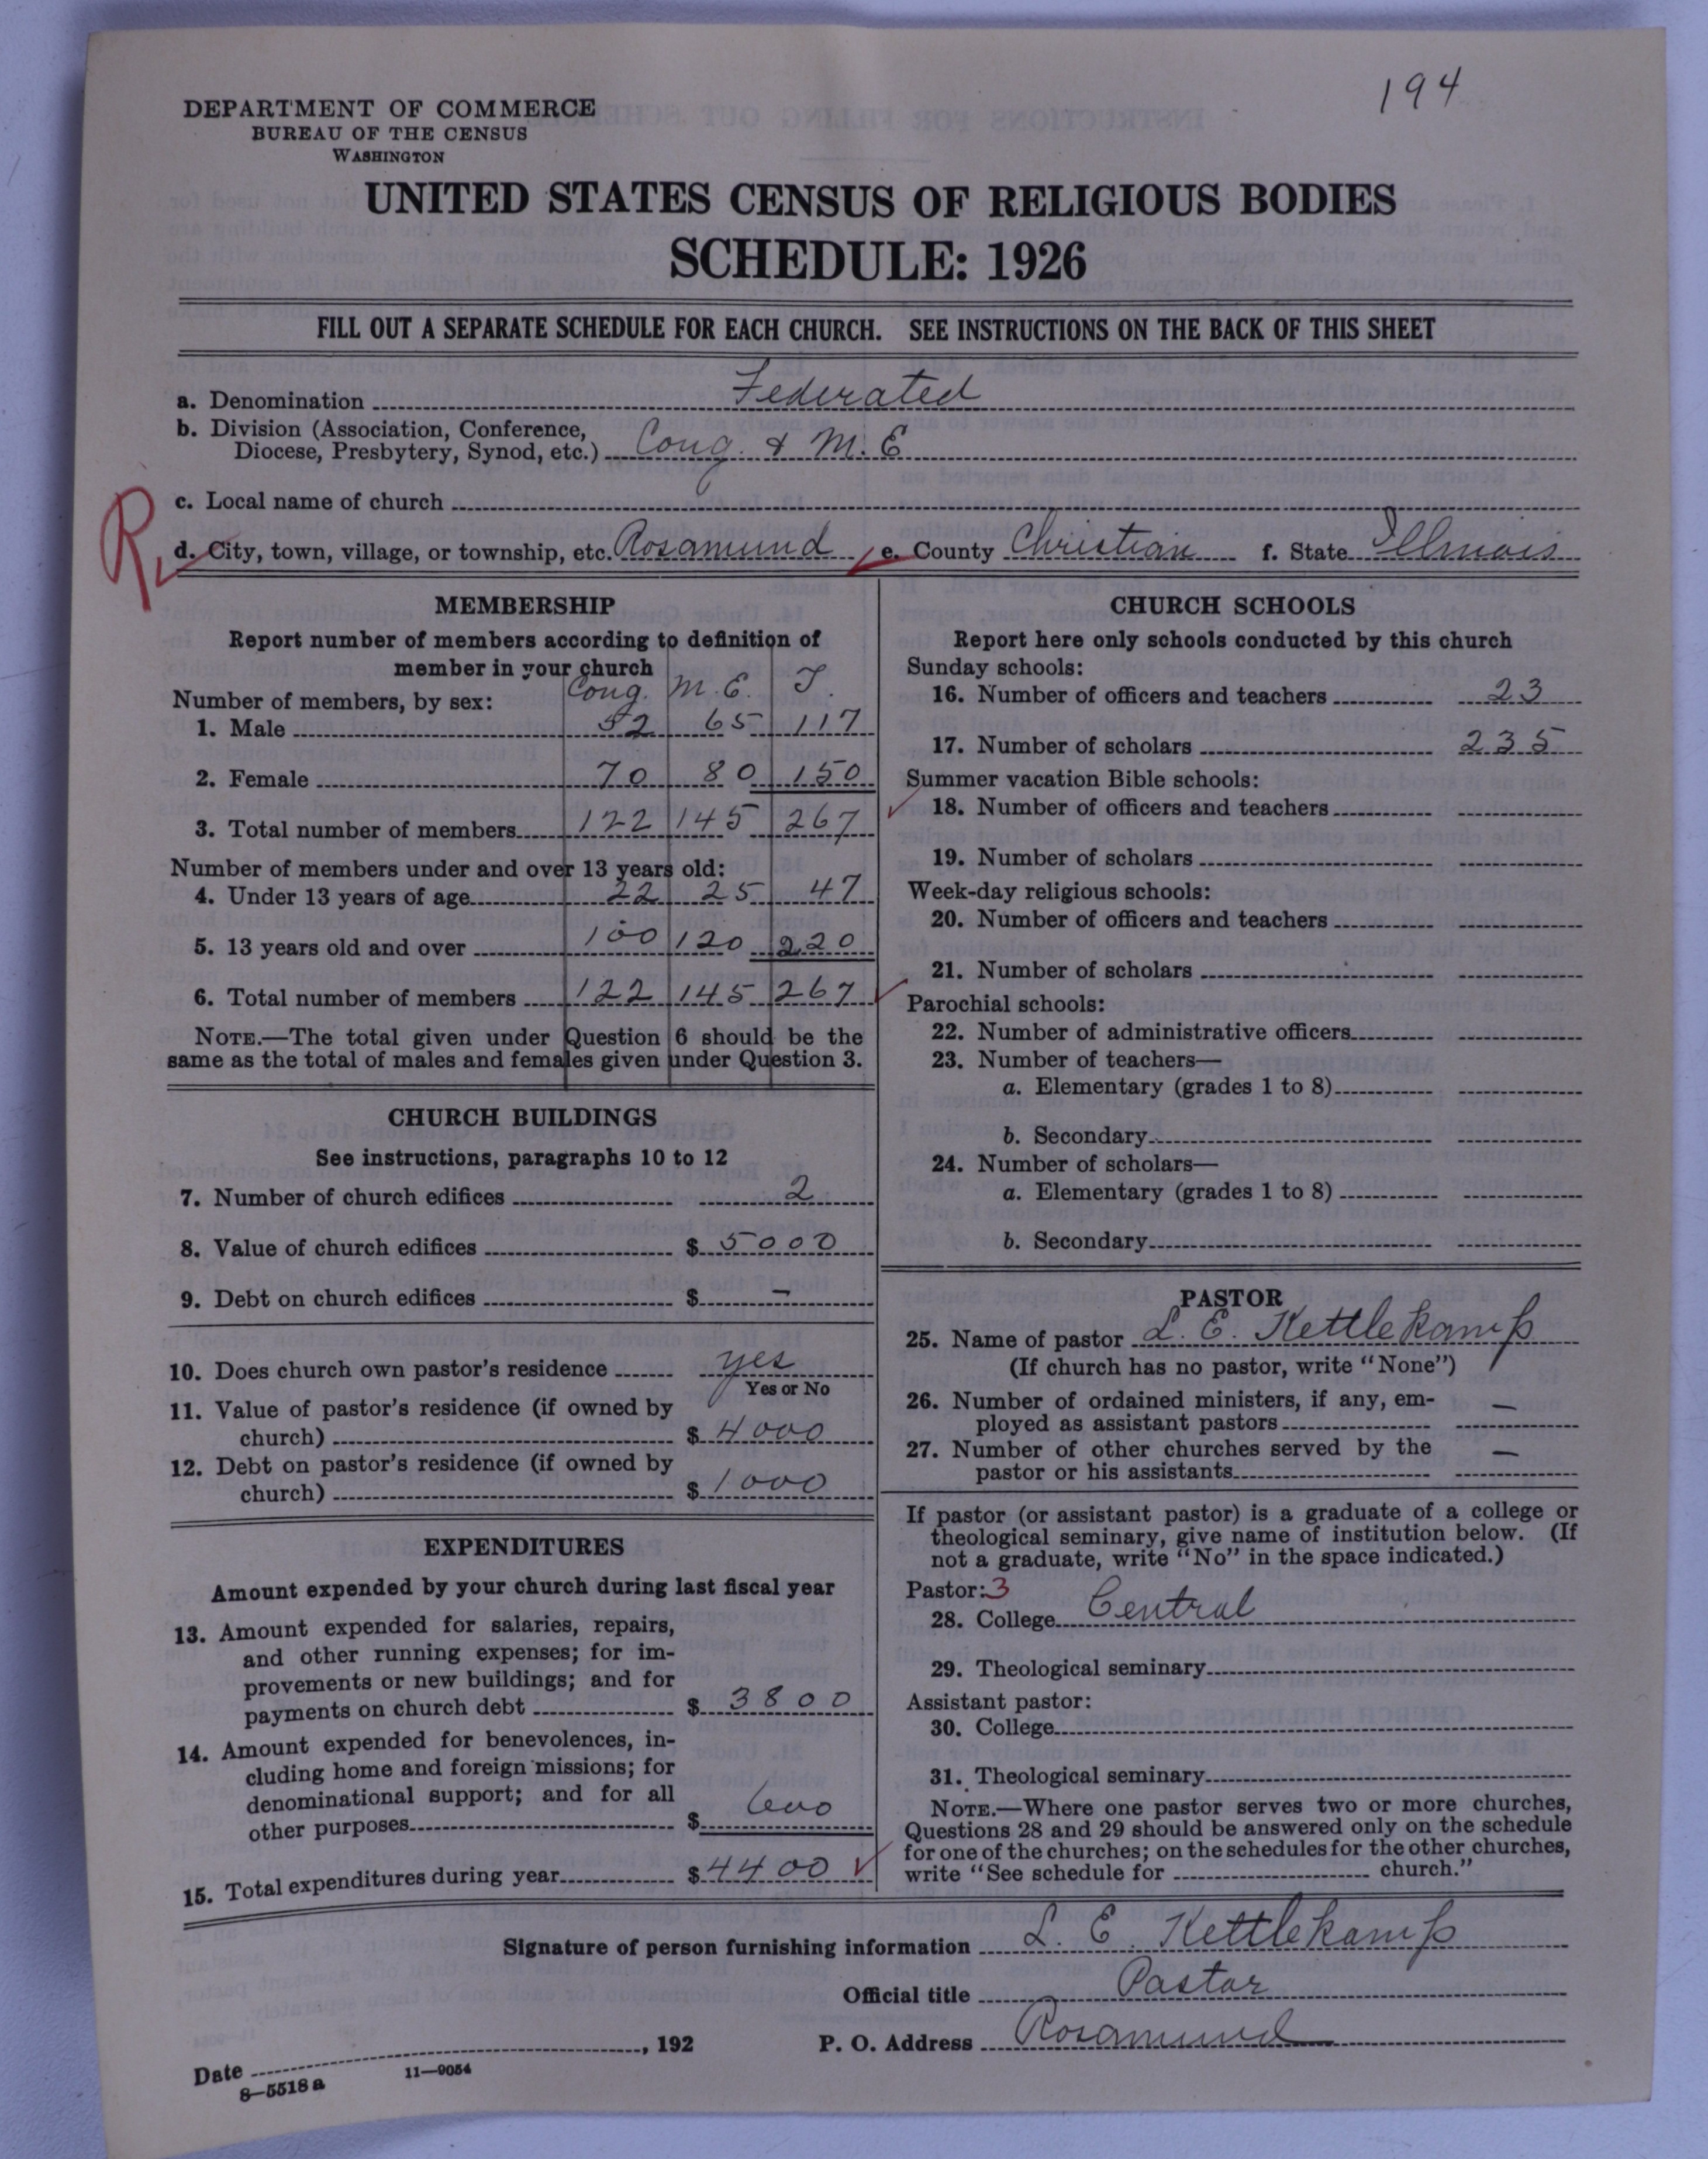 194
DEPARTMENT OF COMMERCE
BUREAU OF THE CENSUS
WASHINGTON
UNITED STATES CENSUS OF RELIGIOUS BODIES
SCHEDULE: 1926
FILL OUT A SEPARATE SCHEDULE FOR EACH CHURCH. SEE INSTRUCTIONS ON THE BACK OF THIS SHEET
a. Denomination Federated
b. Division (Association, Conference,
Diocese, Presbytery, Synod, etc.) Cong. & M. E
c. Local name of church
R
d. City, town, village, or township, etc. Rosamund e. County Christian f. State Illinois
MEMBERSHIP
Report number of members according to definition of
member in your church
Cong. M. E. T.
Number of members, by sex:
1. Male 52 65 117
2. Female 70 80 150
3. Total number of members 122 145 267
Number of members under and over 13 years old:
4. Under 13 years of age 22 25 47
5. 13 years old and over 100 120 220
6. Total number of members 122 145 267
NOTE.—The total given under Question 6 should be the
same as the total of males and females given under Question 3.
CHURCH BUILDINGS
See instructions, paragraphs 10 to 12
7. Number of church edifices 2
8. Value of church edifices $ 5000
9. Debt on church edifices $ –
10. Does church own pastor's residence yes
Yes or No
11. Value of pastor's residence (if owned by
church) $ 4000
12. Debt on pastor's residence (if owned by
church) $ 1000
EXPENDITURES
Amount expended by your church during last fiscal year
13. Amount expended for salaries, repairs,
and other running expenses; for im-
provements or new buildings; and for
payments on church debt $ 3800
14. Amount expended for benevolences, in-
cluding home and foreign missions; for
denominational support; and for all
other purposes $ 600
15. Total expenditures during year $ 4400
CHURCH SCHOOLS
Report here only schools conducted by this church
Sunday schools:
16. Number of officers and teachers 23
17. Number of scholars 235
Summer vacation Bible schools:
18. Number of officers and teachers
19. Number of scholars
Week-day religious schools:
20. Number of officers and teachers
21. Number of scholars
Parochial schools:
22. Number of administrative officers
23. Number of teachers—
a. Elementary (grades 1 to 8)
b. Secondary
24. Number of scholars—
a. Elementary (grades 1 to 8)
b. Secondary
PASTOR
25. Name of pastor L. E. Kettlekamp
(If church has no pastor, write "None")
26. Number of ordained ministers, if any, em-
ployed as assistant pastors –
27. Number of other churches served by the
pastor or his assistants –
If pastor (or assistant pastor) is a graduate of a college or
theological seminary, give name of institution below. (If
not a graduate, write "No" in the space indicated.)
Pastor: 3
28. College Central
29. Theological seminary
Assistant pastor:
30. College
31. Theological seminary
NOTE.—Where one pastor serves two or more churches,
Questions 28 and 29 should be answered only on the schedule
for one of the churches; on the schedules for the other churches,
write "See schedule for church."
Signature of person furnishing information L. E. Kettlekamp
Official title Pastor
Date , 192 P. O. Address Rosamund
8—5518 a 11—9054